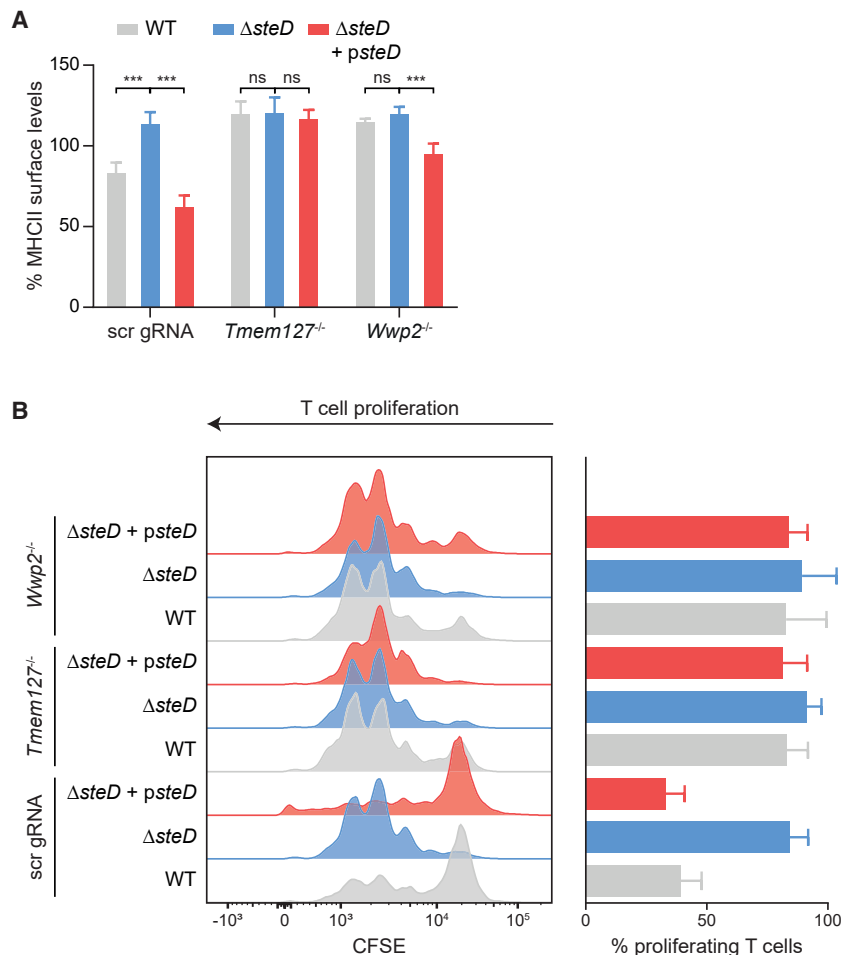 A
WT
ΔsteD
ΔsteD
+ psteD
150
100
50
0
% MHCII surface levels
*** ***
ns ns
ns ***
scr gRNA
Tmem127-/-
Wwp2-/-
B
T cell proliferation
Wwp2-/-
ΔsteD + psteD
ΔsteD
WT
Tmem127-/-
ΔsteD + psteD
ΔsteD
WT
scr gRNA
ΔsteD + psteD
ΔsteD
WT
-10³ 0 10³ 10⁴ 10⁵
CFSE
0 50 100
% proliferating T cells